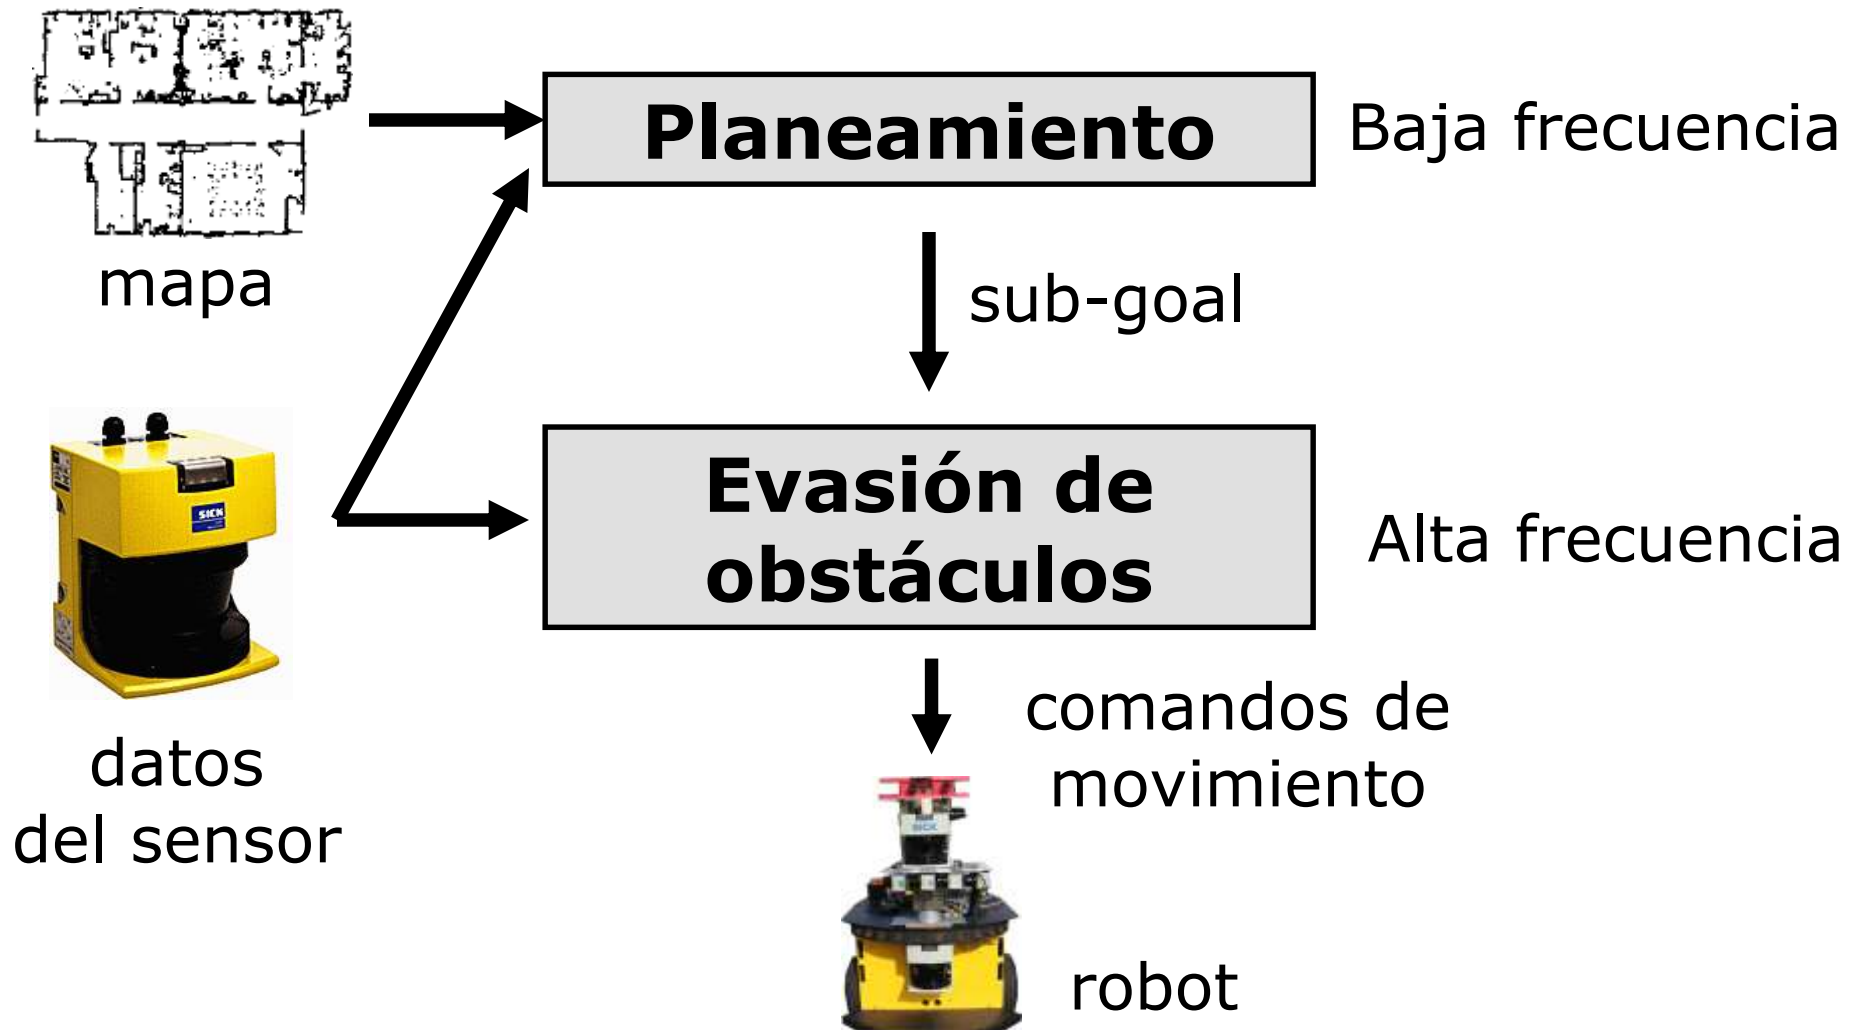 Planeamiento
Baja frecuencia
mapa
sub-goal
Evasión de
obstáculos
Alta frecuencia
SICK
datos
del sensor
comandos de
movimiento
SICK
robot